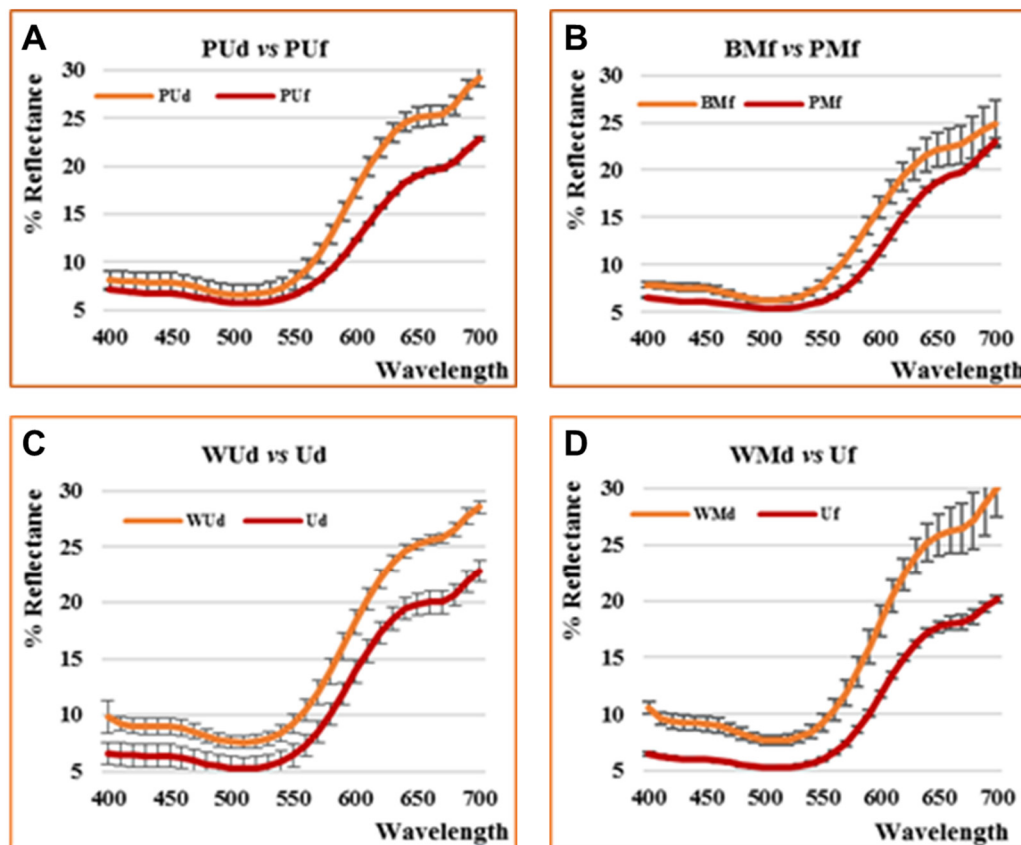 A
PUd vs PUf
% Reflectance
30
25
20
15
10
5
PUd PUf
400 450 500 550 600 650 700
Wavelength
B
BMf vs PMf
% Reflectance
30
25
20
15
10
5
BMf PMf
400 450 500 550 600 650 700
Wavelength
C
WUd vs Ud
% Reflectance
30
25
20
15
10
5
WUd Ud
400 450 500 550 600 650 700
Wavelength
D
WMd vs Uf
% Reflectance
30
25
20
15
10
5
WMd Uf
400 450 500 550 600 650 700
Wavelength